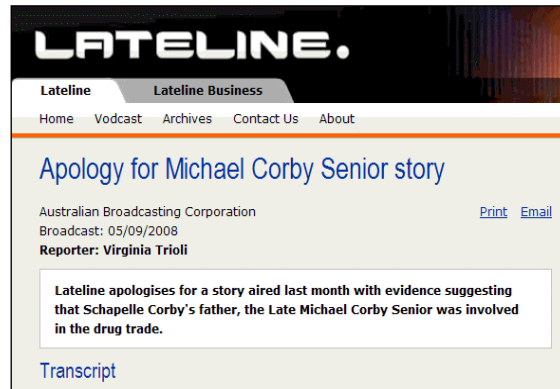 LATELINE.
Lateline Lateline Business
Home Vodcast Archives Contact Us About
Apology for Michael Corby Senior story
Australian Broadcasting Corporation Print Email
Broadcast: 05/09/2008
Reporter: Virginia Trioli
Lateline apologises for a story aired last month with evidence suggesting
that Schapelle Corby's father, the Late Michael Corby Senior was involved
in the drug trade.
Transcript